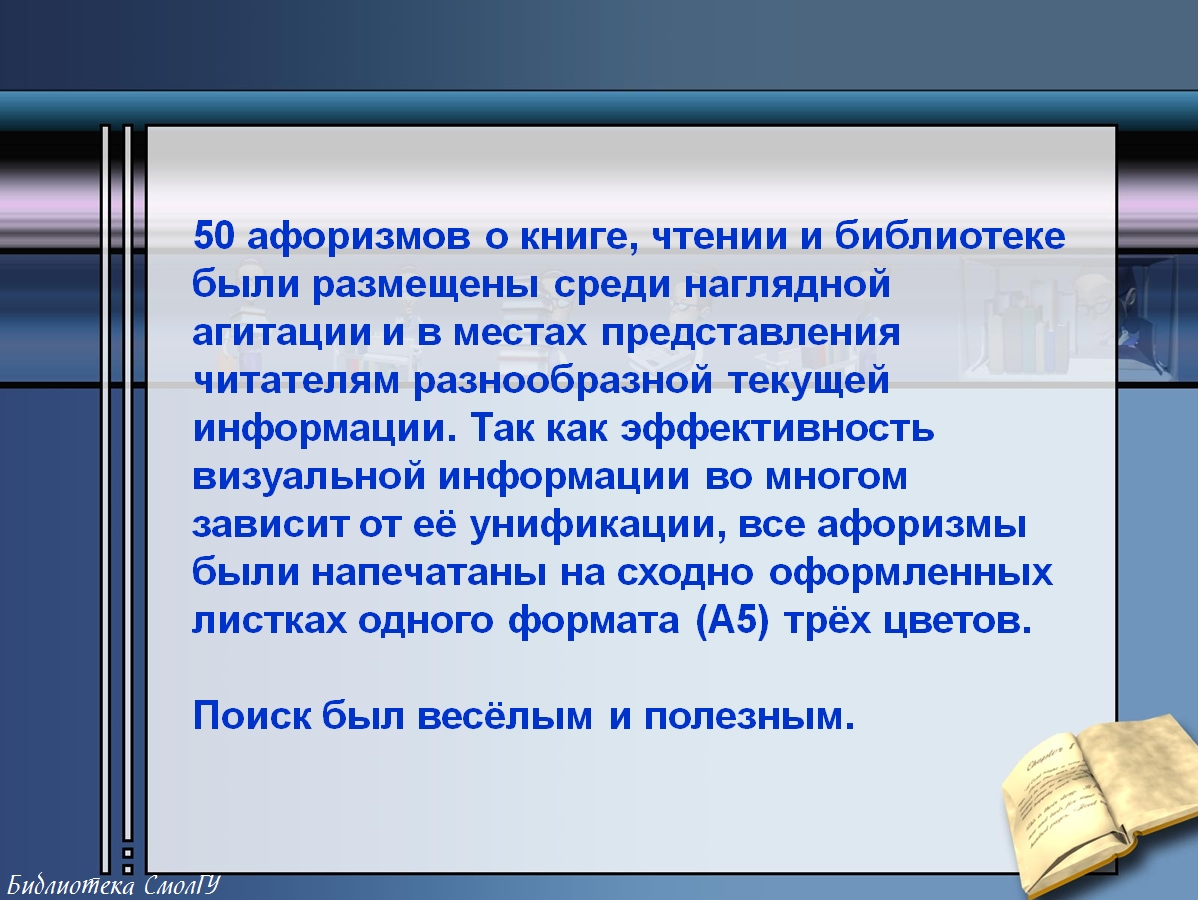 50 афоризмов о книге, чтении и библиотеке
были размещены среди наглядной
агитации и в местах представления
читателям разнообразной текущей
информации. Так как эффективность
визуальной информации во многом
зависит от её унификации, все афоризмы
были напечатаны на сходно оформленных
листках одного формата (А5) трёх цветов.
Поиск был весёлым и полезным.
Chapter 1
Библиотека СмолГУ